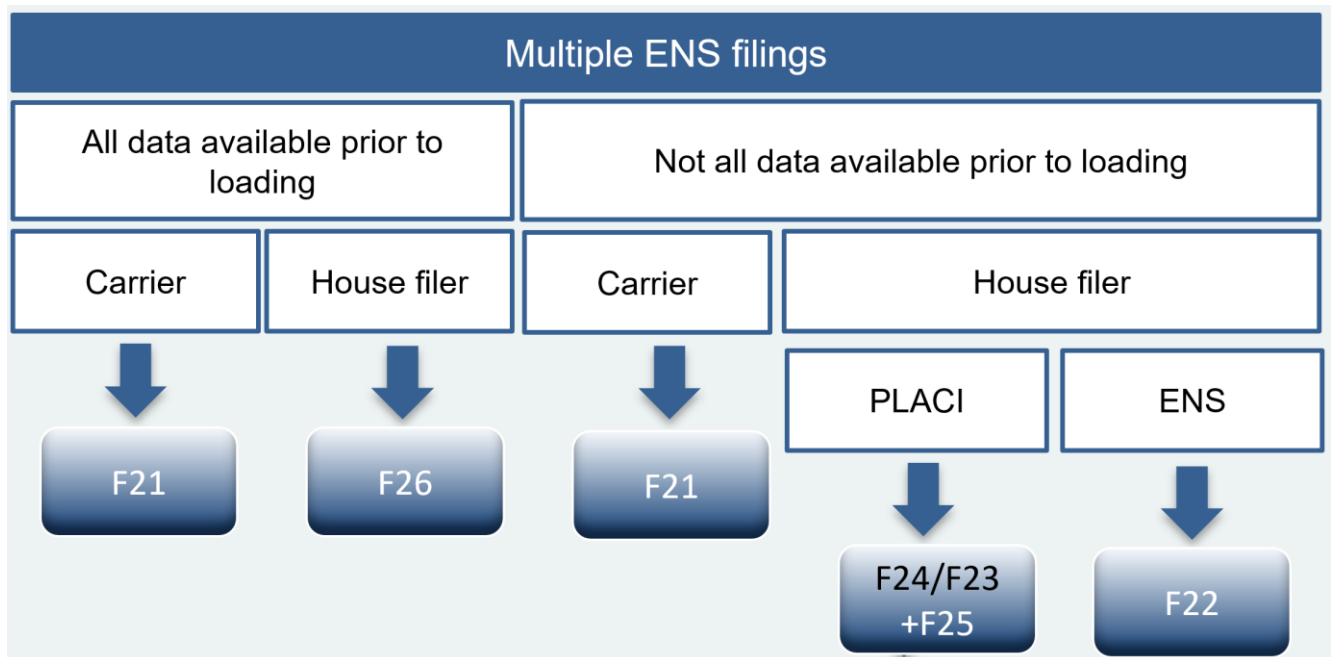 Multiple ENS filings
All data available prior to
loading
Not all data available prior to loading
Carrier
House filer
Carrier
House filer
PLACI
ENS
F21
F26
F21
F24/F23
+F25
F22